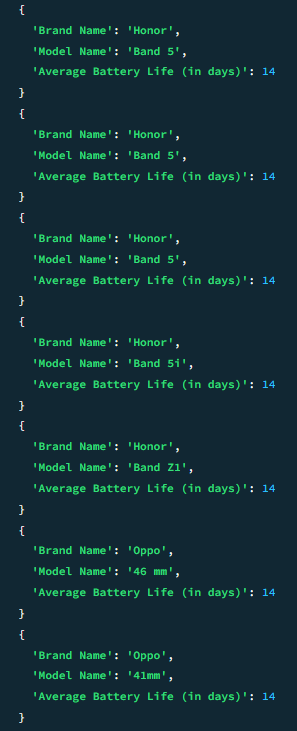 {
'Brand Name': 'Honor',
'Model Name': 'Band 5',
'Average Battery Life (in days)': 14
}
{
'Brand Name': 'Honor',
'Model Name': 'Band 5',
'Average Battery Life (in days)': 14
}
{
'Brand Name': 'Honor',
'Model Name': 'Band 5',
'Average Battery Life (in days)': 14
}
{
'Brand Name': 'Honor',
'Model Name': 'Band 5i',
'Average Battery Life (in days)': 14
}
{
'Brand Name': 'Honor',
'Model Name': 'Band Z1',
'Average Battery Life (in days)': 14
}
{
'Brand Name': 'Oppo',
'Model Name': '46 mm',
'Average Battery Life (in days)': 14
}
{
'Brand Name': 'Oppo',
'Model Name': '41mm',
'Average Battery Life (in days)': 14
}